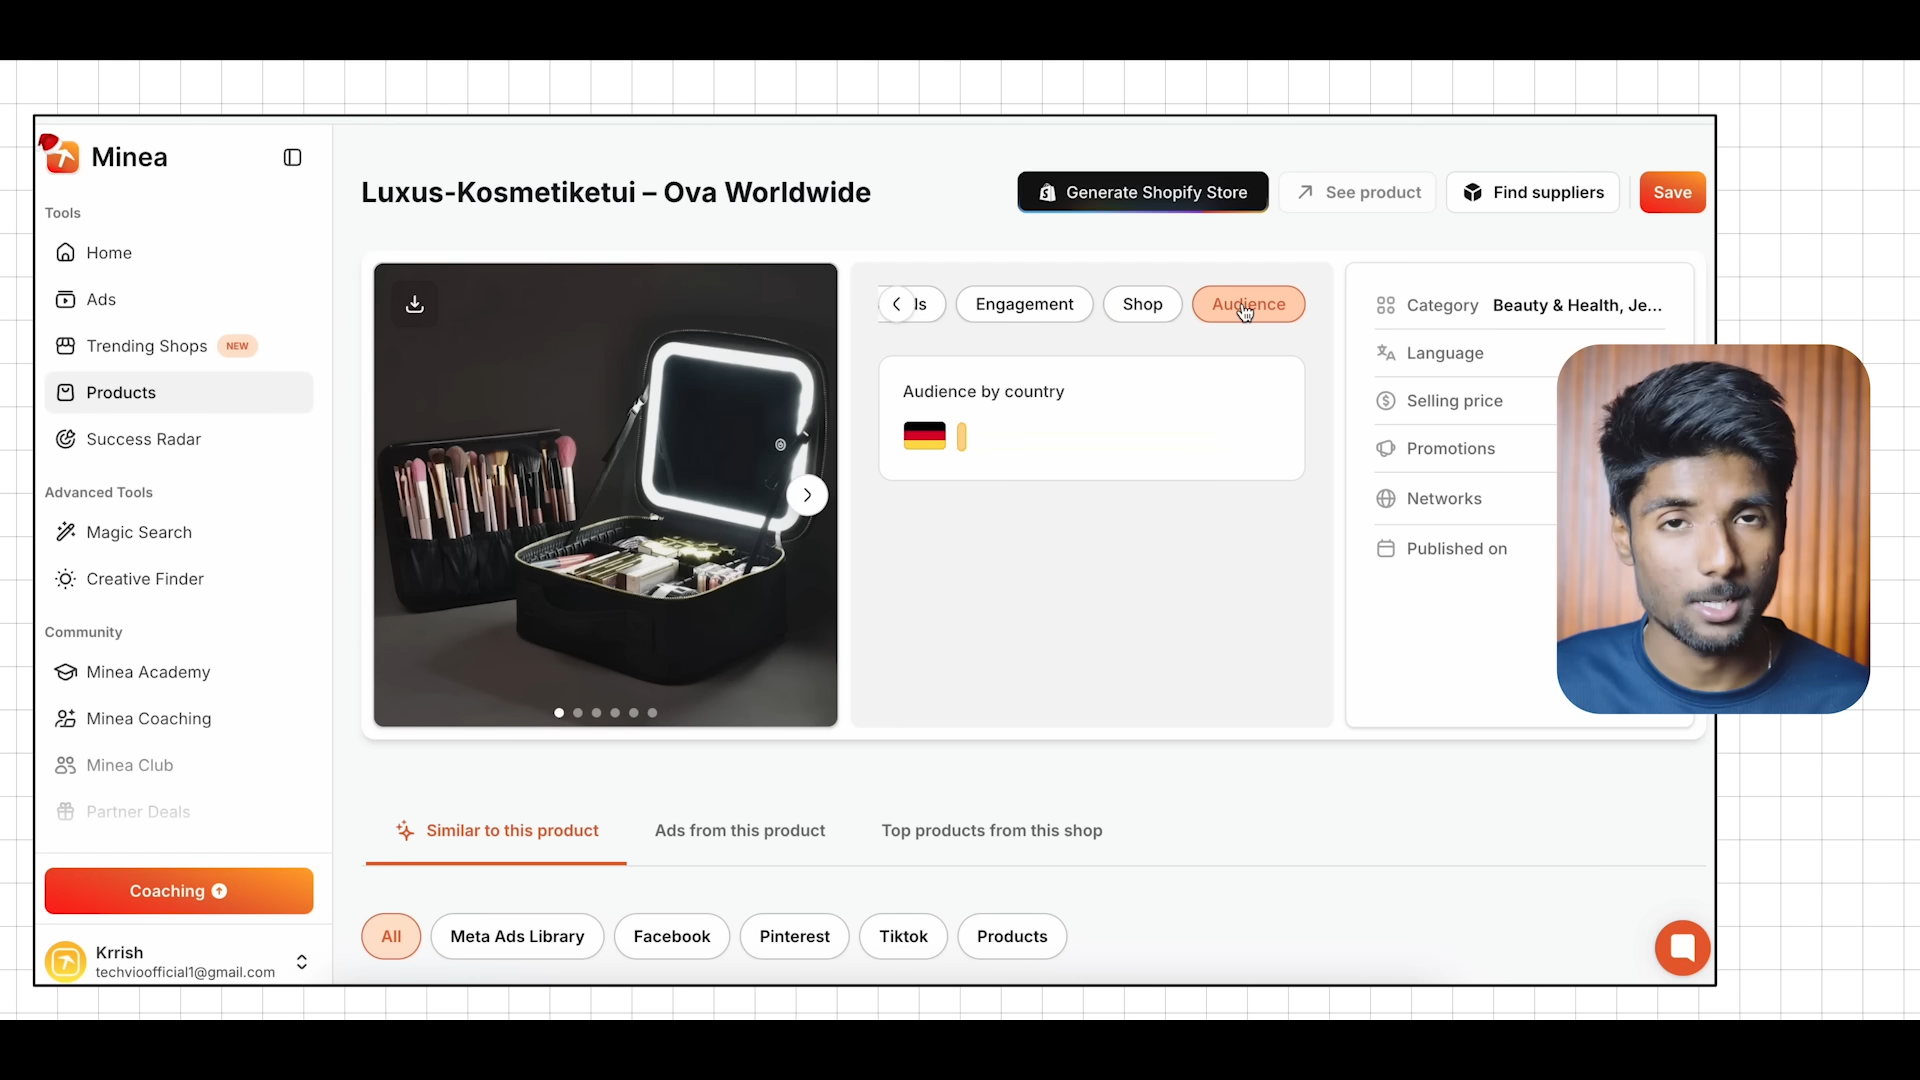 Minea
Tools
Home
Ads
Trending Shops NEW
Products
Success Radar
Advanced Tools
Magic Search
Creative Finder
Community
Minea Academy
Minea Coaching
Minea Club
Partner Deals
Coaching
Krrish
techvioofficial1@gmail.com
Luxus-Kosmetiketui – Ova Worldwide
Generate Shopify Store
See product
Find suppliers
Save
ls
Engagement
Shop
Audience
Audience by country
Category Beauty & Health, Je...
Language
Selling price
Promotions
Networks
Published on
Similar to this product
Ads from this product
Top products from this shop
All
Meta Ads Library
Facebook
Pinterest
Tiktok
Products